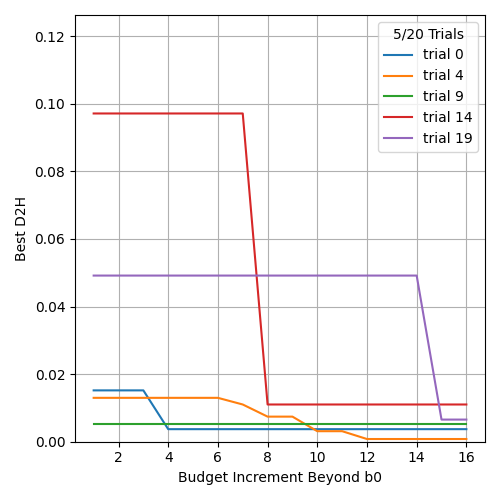 5/20 Trials
trial 0
trial 4
trial 9
trial 14
trial 19
Best D2H
0.12
0.10
0.08
0.06
0.04
0.02
0.00
2 4 6 8 10 12 14 16
Budget Increment Beyond b0